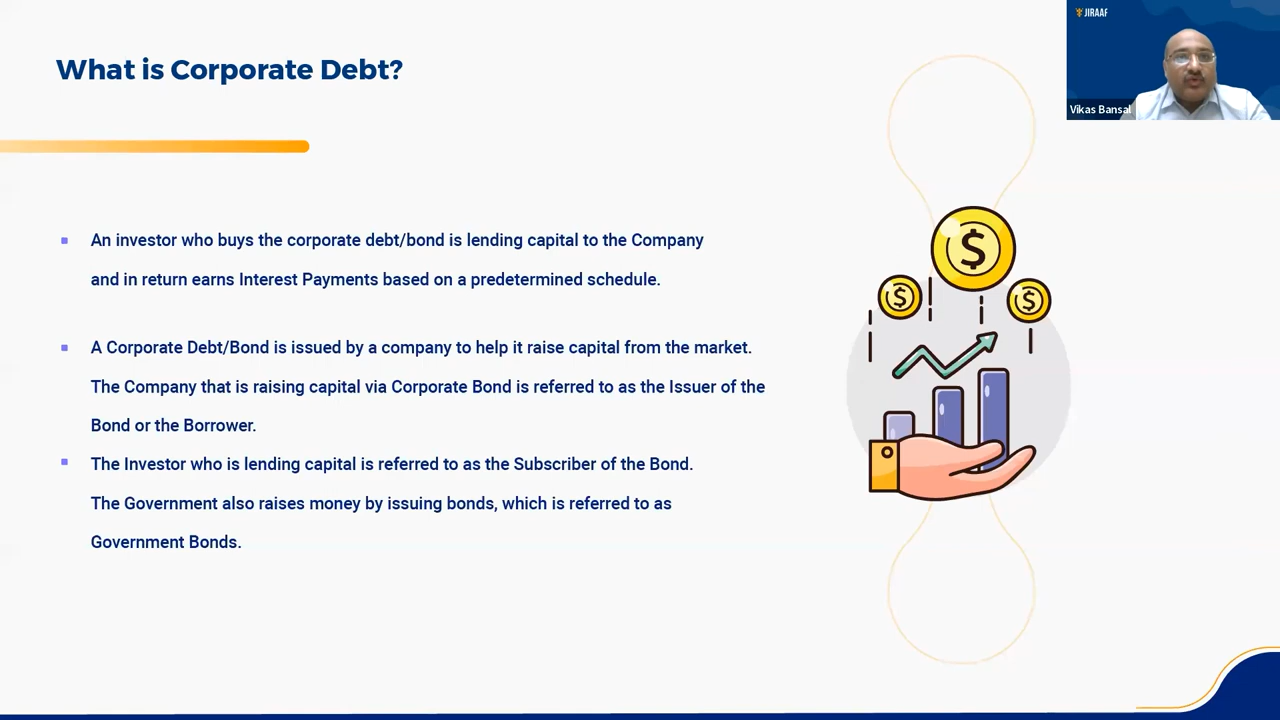 What is Corporate Debt?
JIRAAF
Vikas Bansal
An investor who buys the corporate debt/bond is lending capital to the Company
and in return earns Interest Payments based on a predetermined schedule.
A Corporate Debt/Bond is issued by a company to help it raise capital from the market.
The Company that is raising capital via Corporate Bond is referred to as the Issuer of the
Bond or the Borrower.
The Investor who is lending capital is referred to as the Subscriber of the Bond.
The Government also raises money by issuing bonds, which is referred to as
Government Bonds.
$
$
$